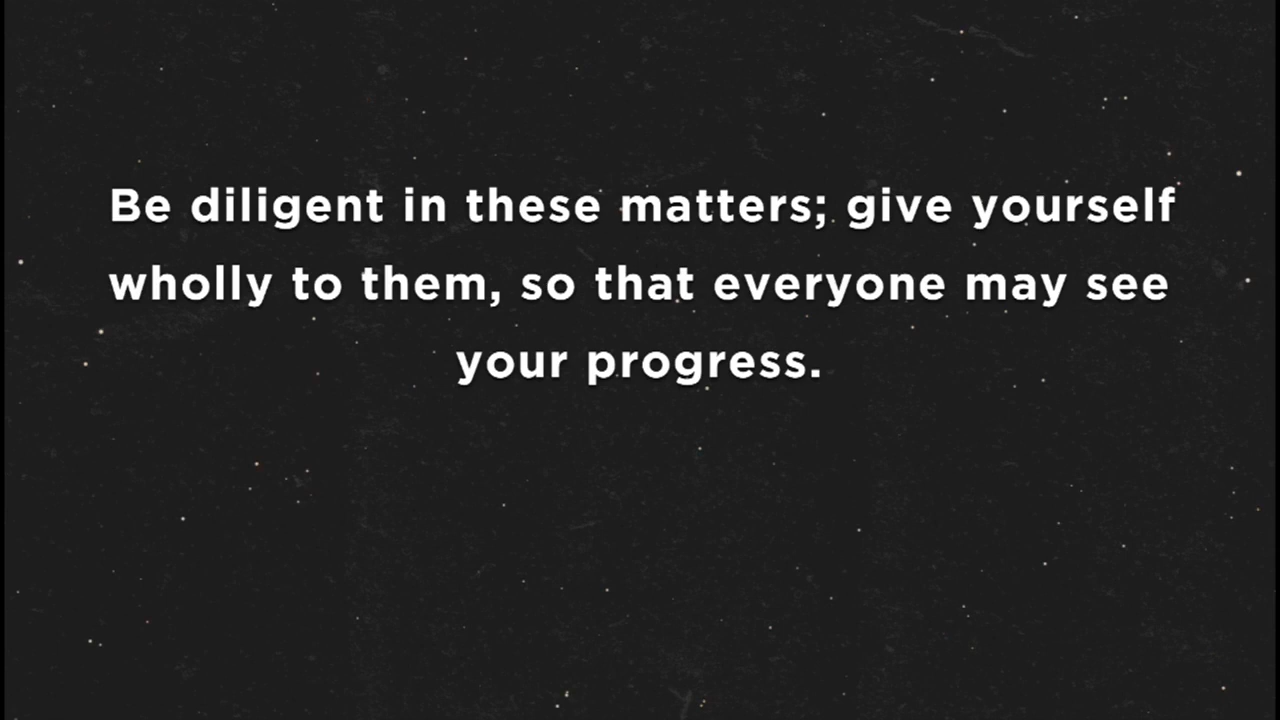 Be diligent in these matters; give yourself
wholly to them, so that everyone may see
your progress.